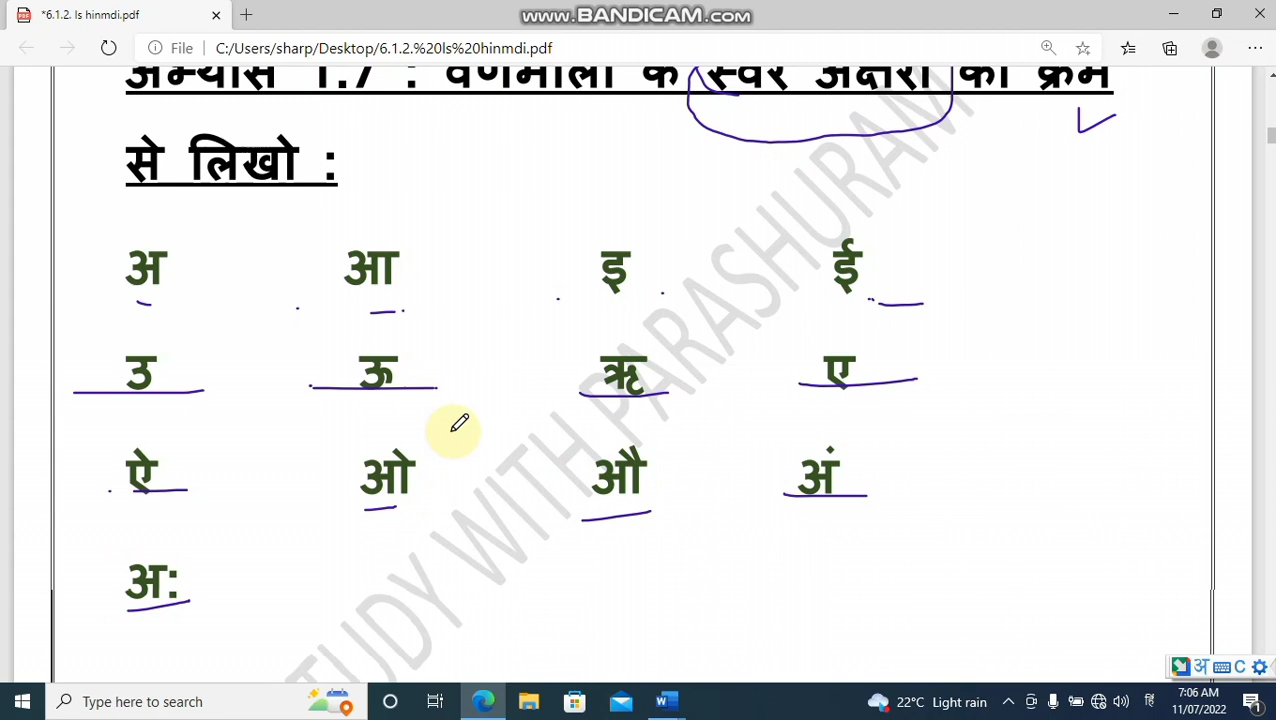 www.BANDICAM.com
*6.1.2. ls hinmdi.pdf
File C:/Users/sharp/Desktop/6.1.2.%20ls%20hinmdi.pdf
अभ्यास 1.7 : वर्णमाला के स्वर अक्षरों को क्रम
से लिखो :
अ आ इ ई
उ ऊ ऋ ए
ऐ ओ औ अं
अः
STUDY WITH PARASHURAM
अ C
Type here to search
22°C Light rain हि 7:06 AM
11/07/2022 1